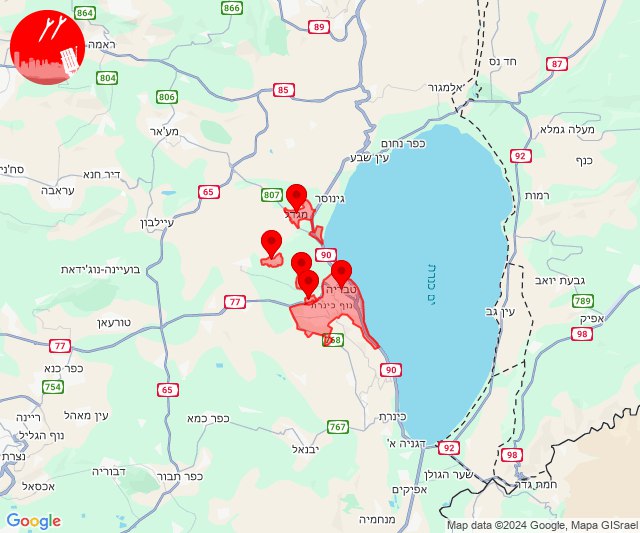 89
866
864
ראמה
חד נס
87
804
85
אלמגור
806
מע'אר
מעלה גמלא
כפר נחום
92
עין שבע
כנף
סח'נין
דיר חנא
עראבה
65
807
גינוסר
רמות
מגדל
עיילבון
90
ים כנרת
בועיינה-נוג'ידאת
טבריה
גבעת יואב
77
נוף כינרת
789
עין גב
אפיק
טורעאן
98
77
768
כפר כנא
90
754
65
כינרת
ריינה
עין מאהל
כפר כמא
767
נוף הגליל
דגניה א'
92
יבנאל
98
נצרת
דבוריה
כפר תבור
שער הגולן
חמת גדר
אכסאל
אפיקים
מנחמיה
Google
Map data ©2024 Google, Mapa GISrael